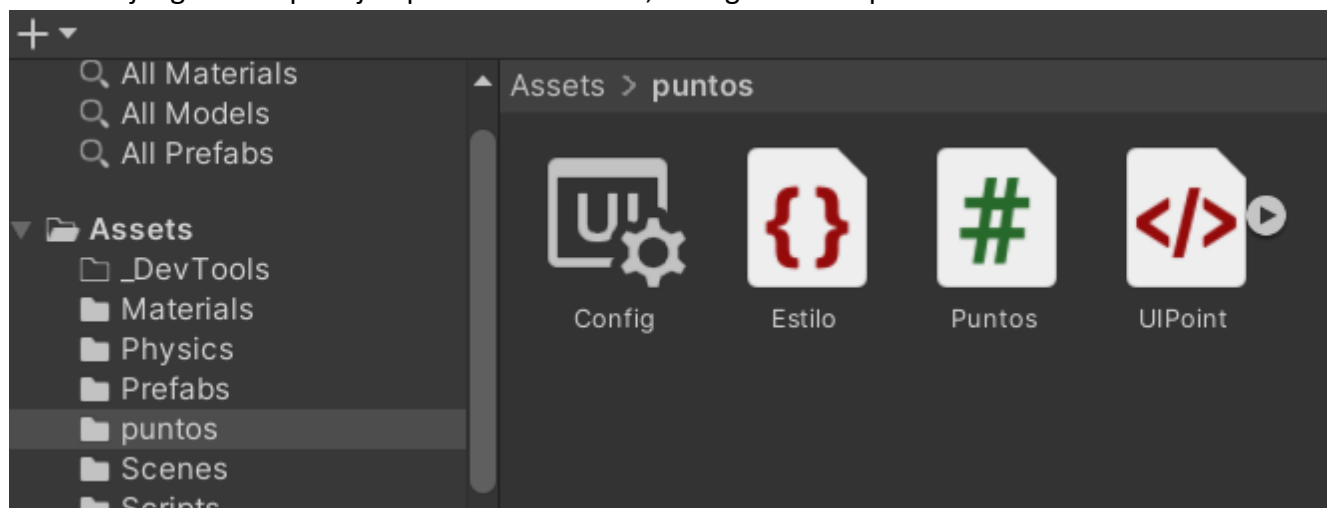 All Materials
All Models
All Prefabs
Assets
_DevTools
Materials
Physics
Prefabs
puntos
Scenes
Scripts
Assets > puntos
UI
{}
#
</>
Config
Estilo
Puntos
UIPoint